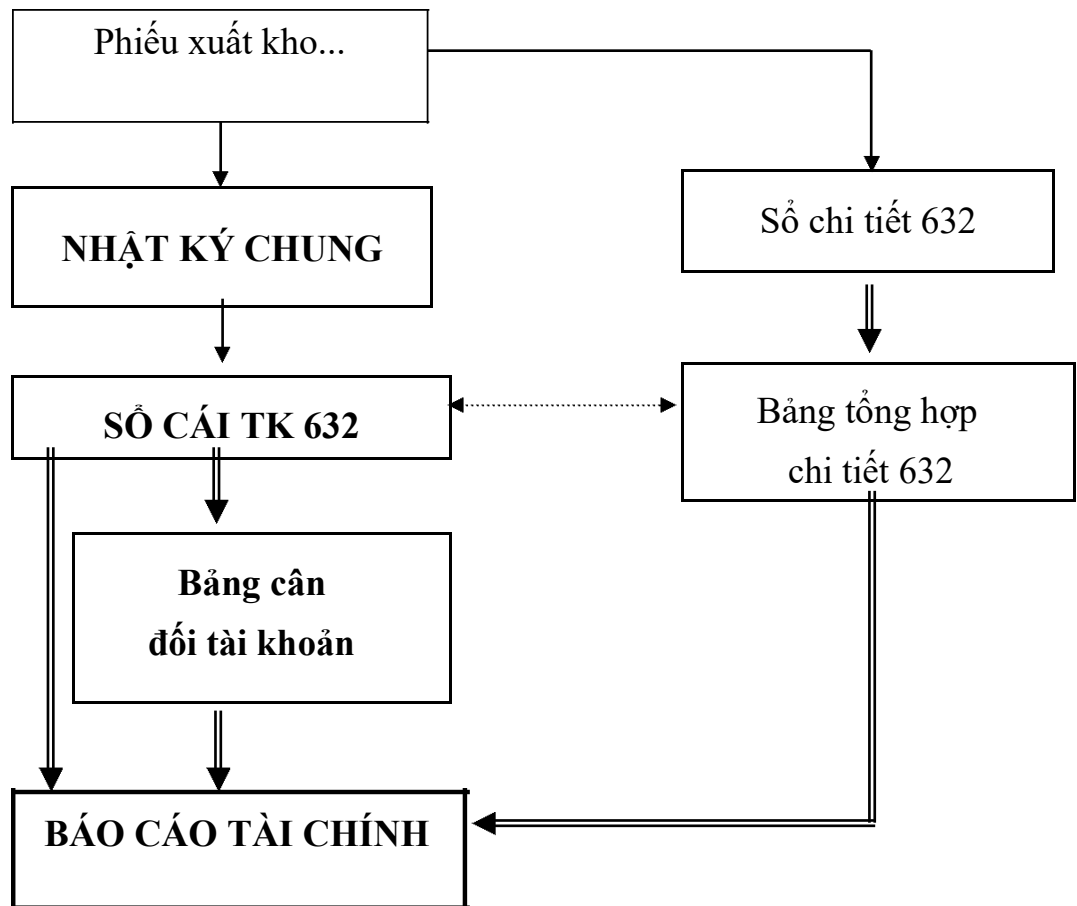 Phiếu xuất kho...
NHẬT KÝ CHUNG
Sổ chi tiết 632
SỔ CÁI TK 632
Bảng tổng hợp
chi tiết 632
Bảng cân
đối tài khoản
BÁO CÁO TÀI CHÍNH